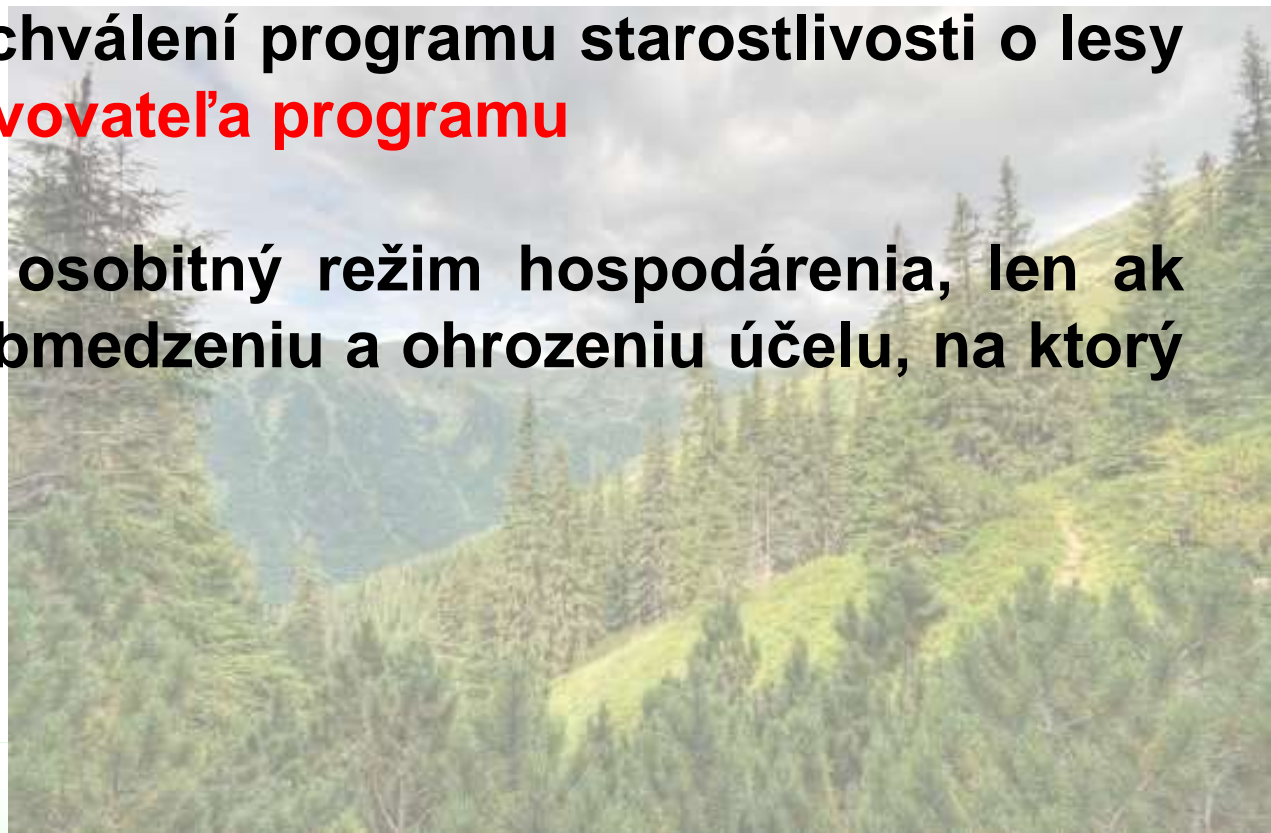 chválení programu starostlivosti o lesy
vovateľa programu
osobitný režim hospodárenia, len ak
bmedzeniu a ohrozeniu účelu, na ktorý